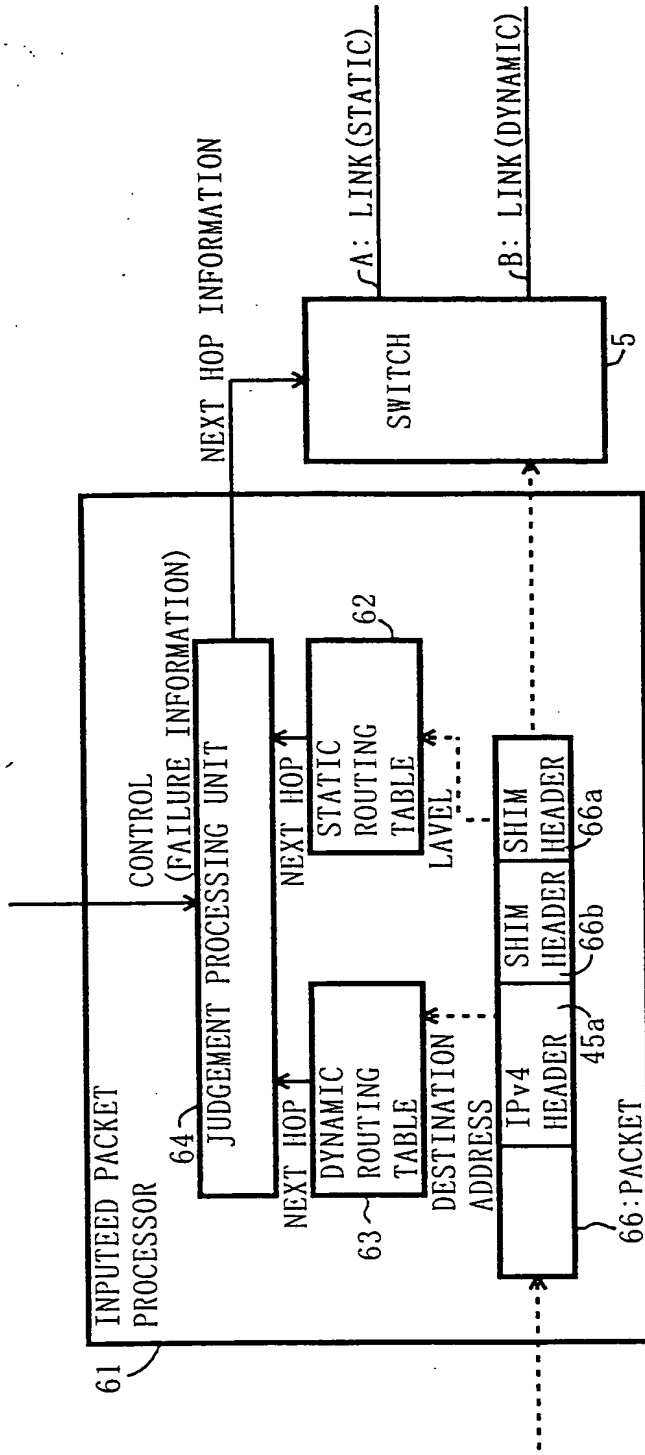 INPUTEED PACKET
PROCESSOR
61
CONTROL
(FAILURE INFORMATION)
64
JUDGEMENT PROCESSING UNIT
NEXT HOP INFORMATION
NEXT HOP
NEXT HOP
DYNAMIC
ROUTING
TABLE
63
STATIC
ROUTING
TABLE
62
DESTINATION
ADDRESS
LAVEL
IPv4
HEADER
45a
SHIM
HEADER
66b
SHIM
HEADER
66a
66:PACKET
SWITCH
5
A: LINK(STATIC)
B: LINK(DYNAMIC)